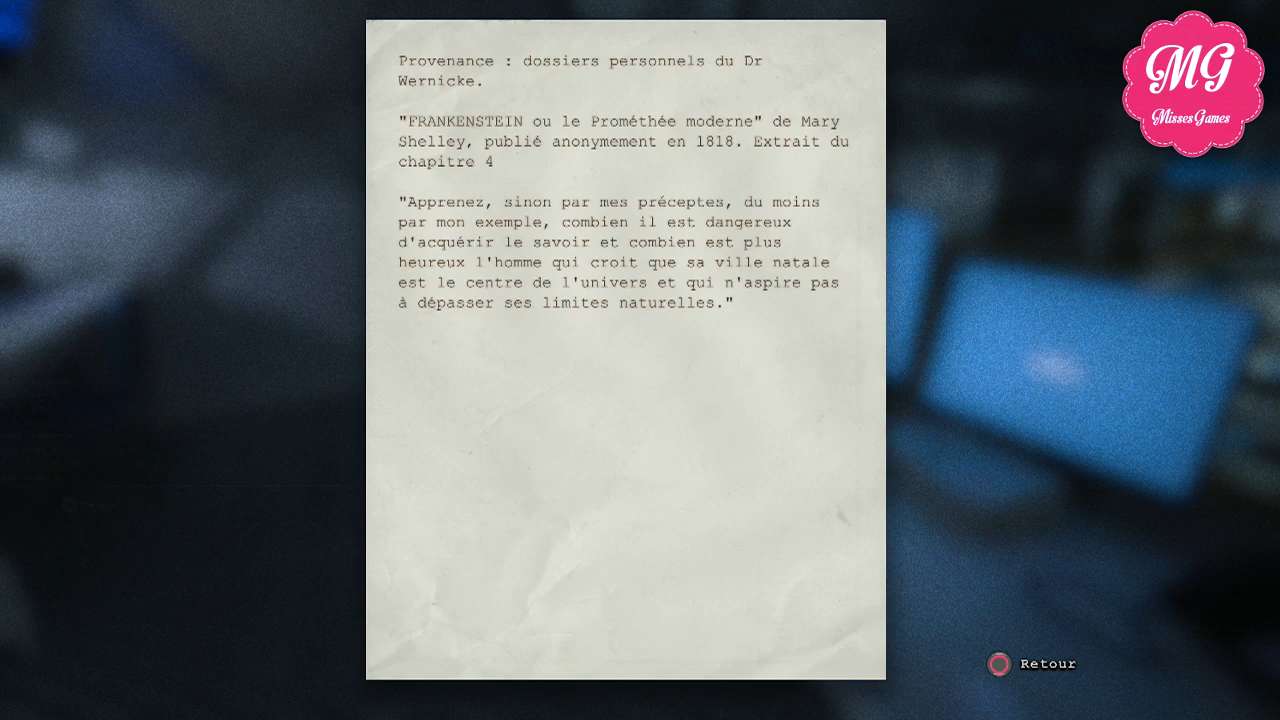 Provenance : dossiers personnels du Dr
Wernicke.
"FRANKENSTEIN ou le Prométhée moderne" de Mary
Shelley, publié anonymement en 1818. Extrait du
chapitre 4
"Apprenez, sinon par mes préceptes, du moins
par mon exemple, combien il est dangereux
d'acquérir le savoir et combien est plus
heureux l'homme qui croit que sa ville natale
est le centre de l'univers et qui n'aspire pas
à dépasser ses limites naturelles."
MG
MissesGames
Retour